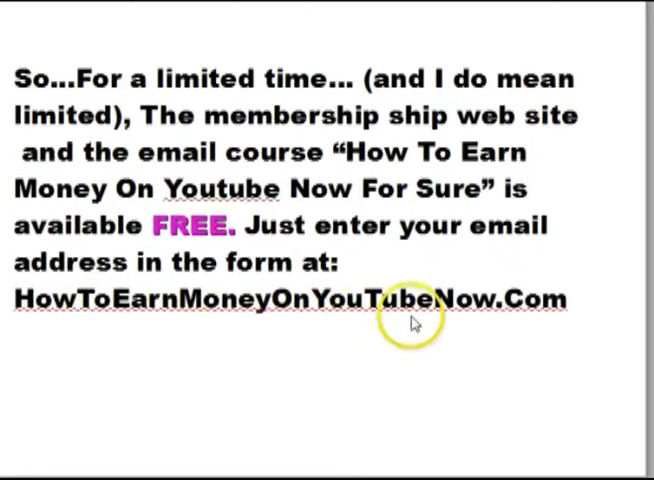 So...For a limited time... (and I do mean
limited), The membership ship web site
and the email course “How To Earn
Money On Youtube Now For Sure” is
available FREE. Just enter your email
address in the form at:
HowToEarnMoneyOnYouTubeNow.Com